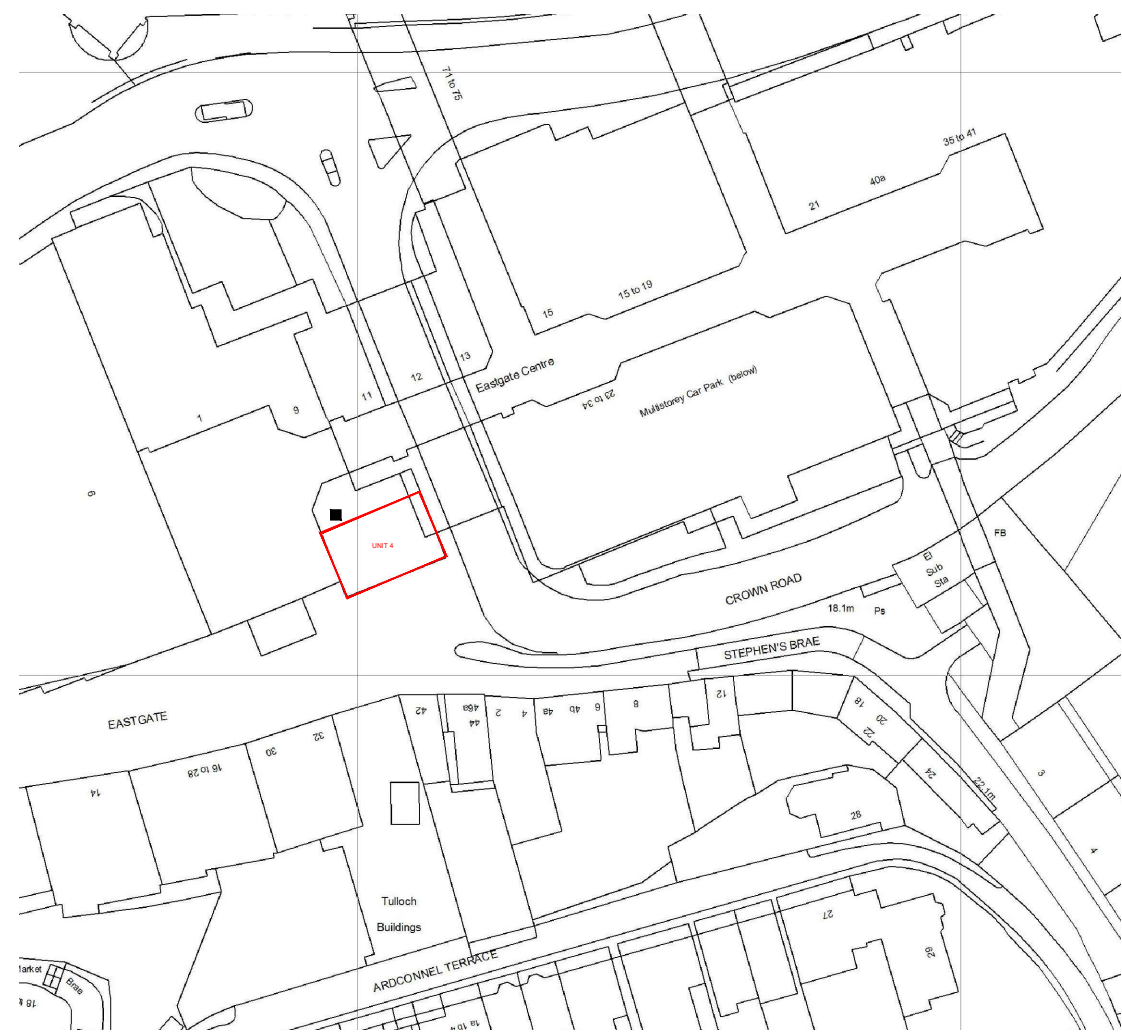 71 to 75
35 to 41
40a
21
15 to 19
15
13
12
11
9
1
Eastgate Centre
23 to 34
Multistorey Car Park (below)
6
UNIT 4
FB
El
Sub
Sta
CROWN ROAD
18.1m
Ps
STEPHEN'S BRAE
EASTGATE
42
46a
44
2
4
4a
4b
6
8
12
18
20
22
24
22.1m
3
4
32
30
16 to 28
14
28
Tulloch
Buildings
27
29
ARDCONNEL TERRACE
Market
Brae
18
1a